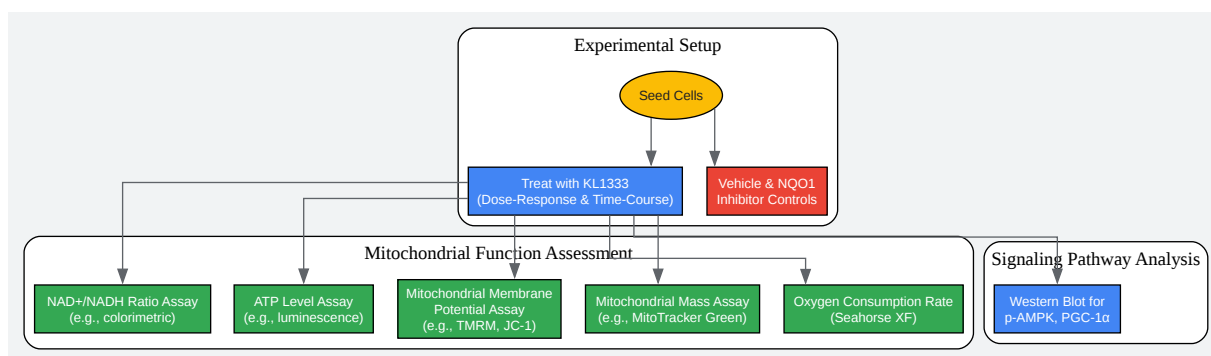 Experimental Setup
Seed Cells
Treat with KL1333
(Dose-Response & Time-Course)
Vehicle & NQO1
Inhibitor Controls
Mitochondrial Function Assessment
NAD+/NADH Ratio Assay
(e.g., colorimetric)
ATP Level Assay
(e.g., luminescence)
Mitochondrial Membrane
Potential Assay
(e.g., TMRM, JC-1)
Mitochondrial Mass Assay
(e.g., MitoTracker Green)
Oxygen Consumption Rate
(Seahorse XF)
Signaling Pathway Analysis
Western Blot for
p-AMPK, PGC-1α